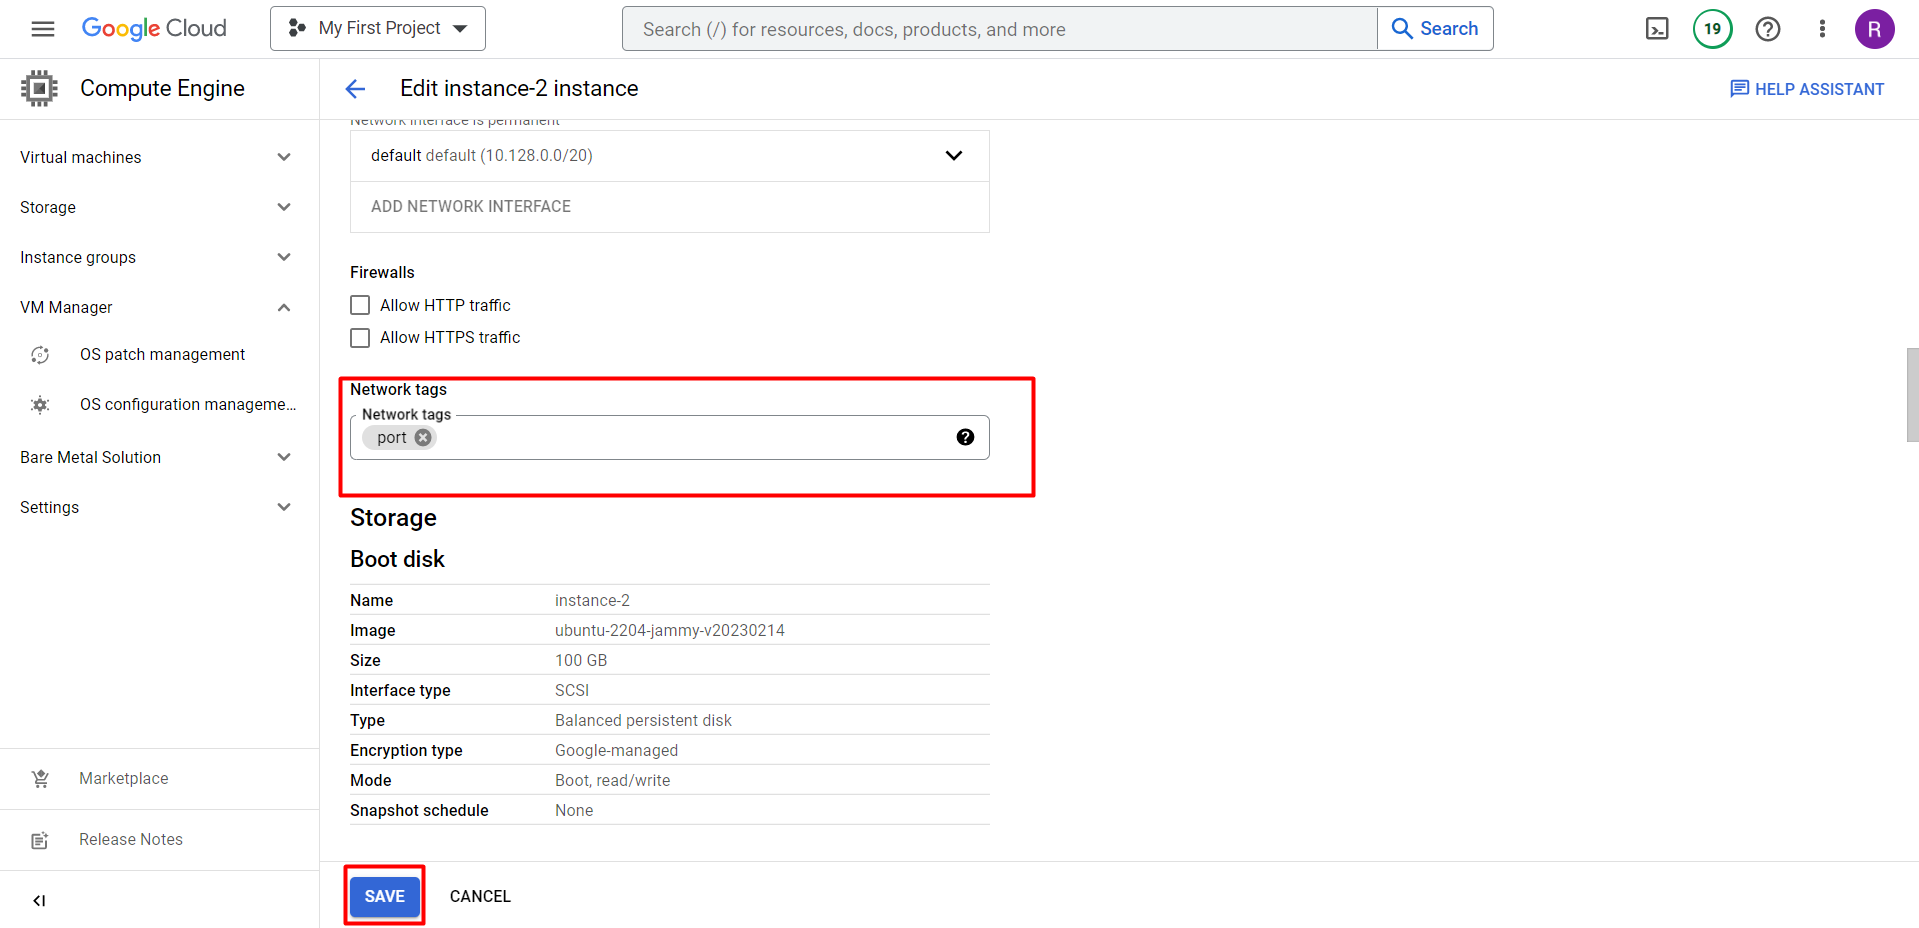 Google Cloud
My First Project
Search (/) for resources, docs, products, and more
Search
19
R
Compute Engine
Edit instance-2 instance
HELP ASSISTANT
Virtual machines
Storage
Instance groups
VM Manager
OS patch management
OS configuration manageme...
Bare Metal Solution
Settings
Marketplace
Release Notes
Network interface is permanent
default default (10.128.0.0/20)
ADD NETWORK INTERFACE
Firewalls
Allow HTTP traffic
Allow HTTPS traffic
Network tags
Network tags
port
Storage
Boot disk
Name instance-2
Image ubuntu-2204-jammy-v20230214
Size 100 GB
Interface type SCSI
Type Balanced persistent disk
Encryption type Google-managed
Mode Boot, read/write
Snapshot schedule None
SAVE CANCEL